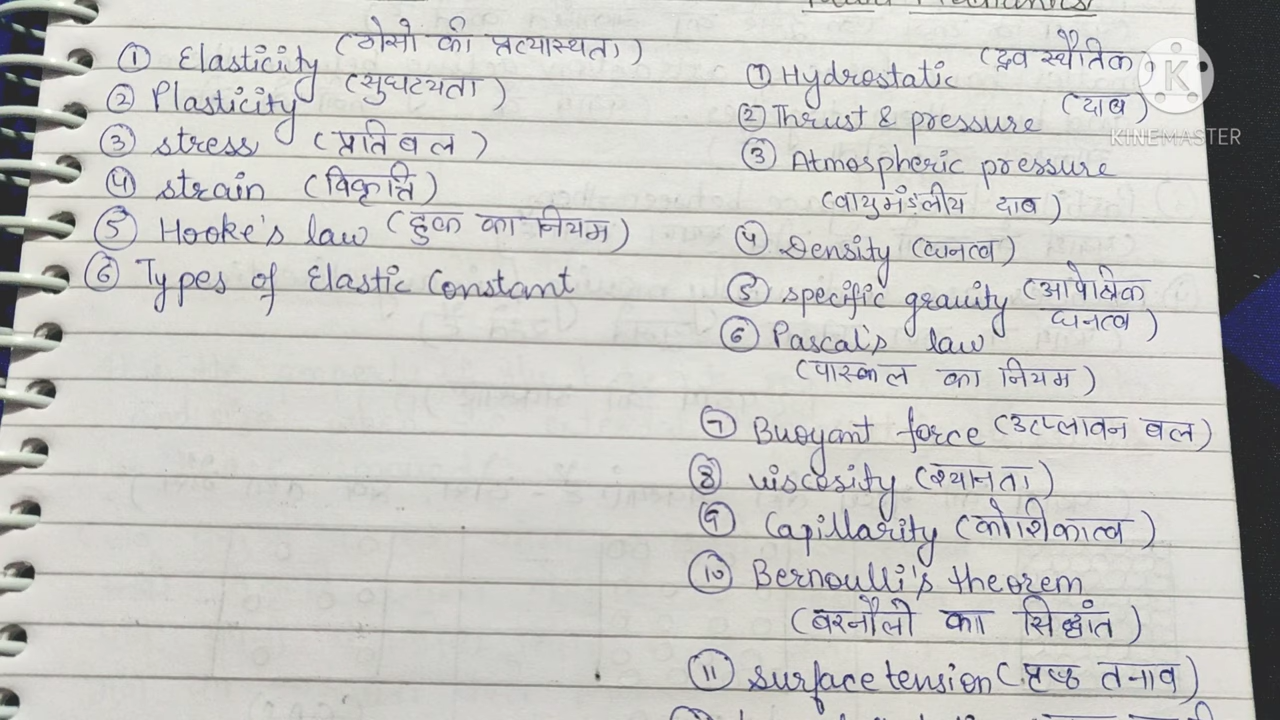 ① Elasticity (ठोसो की प्रत्यास्थता)
② Plasticity (सुघटयता)
③ stress (प्रतिबल)
④ strain (विकृत्ति)
⑤ Hooke's law (हुक का नियम)
⑥ Types of Elastic Constant
① Hydrostatic (द्रव स्थैतिक
② Thrust & pressure (दाब)
③ Atmospheric pressure
(वायुमंडलीय दाब)
④ Density (घनत्व)
⑤ specific gravity (आपेक्षिक
घनत्व)
⑥ Pascal's law
(पास्कल का नियम)
⑦ Buoyant force (उत्प्लावन बल)
⑧ viscosity (श्यानता)
⑨ Capillarity (कोशिकात्व)
⑩ Bernoulli's theorem
(बरनौली का सिद्धांत)
⑪ surface tension (पृष्ठ तनाव)
K
KINEMASTER